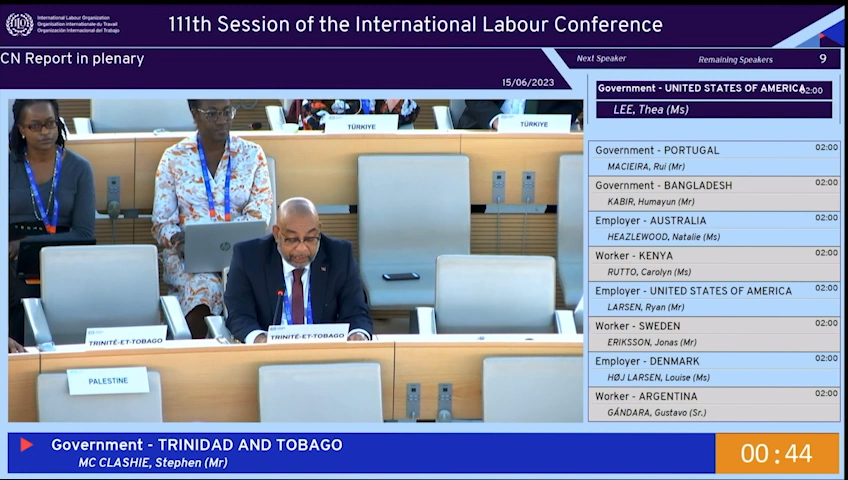 International Labour Organization
Organisation internationale du Travail
Organización Internacional del Trabajo
111th Session of the International Labour Conference
CN Report in plenary
15/06/2023
Next Speaker
Remaining Speakers
9
Government - UNITED STATES OF AMERICA 02:00
LEE, Thea (Ms)
Government - PORTUGAL 02:00
MACIEIRA, Rui (Mr)
Government - BANGLADESH 02:00
KABIR, Humayun (Mr)
Employer - AUSTRALIA 02:00
HEAZLEWOOD, Natalie (Ms)
Worker - KENYA 02:00
RUTTO, Carolyn (Ms)
Employer - UNITED STATES OF AMERICA 02:00
LARSEN, Ryan (Mr)
Worker - SWEDEN 02:00
ERIKSSON, Jonas (Mr)
Employer - DENMARK 02:00
HØJ LARSEN, Louise (Ms)
Worker - ARGENTINA 02:00
GÁNDARA, Gustavo (Sr.)
TÜRKIYE
TÜRKIYE
hp
TRINITÉ-ET-TOBAGO
TRINITÉ-ET-TOBAGO
PALESTINE
Government - TRINIDAD AND TOBAGO
MC CLASHIE, Stephen (Mr)
00:44